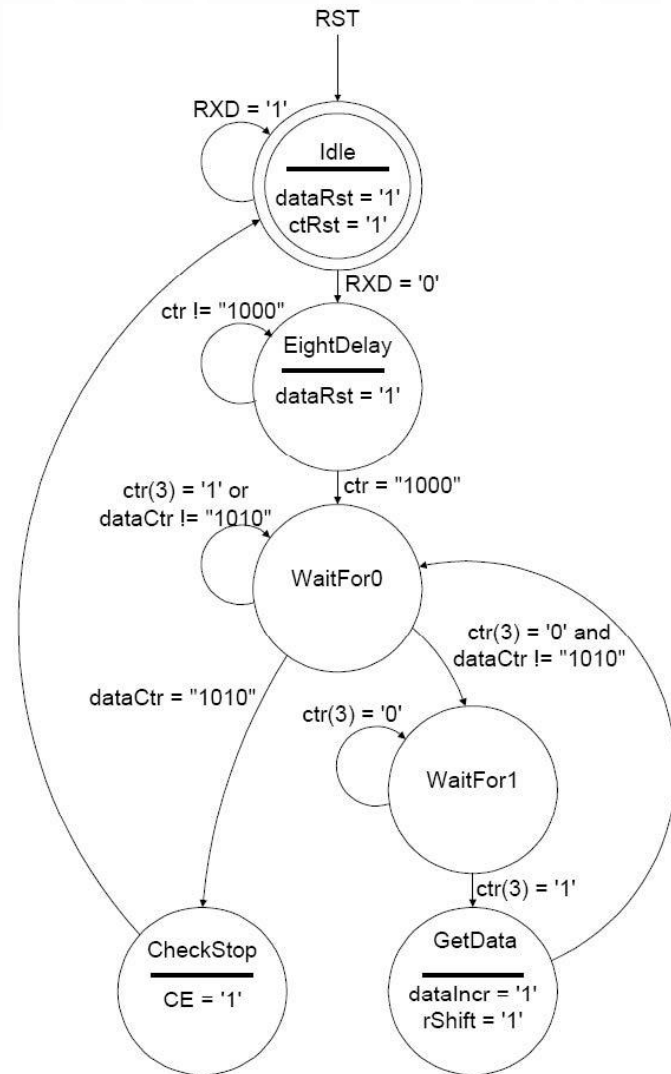 RST
RXD = '1'
Idle
dataRst = '1'
ctRst = '1'
RXD = '0'
ctr != "1000"
EightDelay
dataRst = '1'
ctr = "1000"
ctr(3) = '1' or
dataCtr != "1010"
WaitFor0
ctr(3) = '0' and
dataCtr != "1010"
dataCtr = "1010"
ctr(3) = '0'
WaitFor1
ctr(3) = '1'
CheckStop
CE = '1'
GetData
dataIncr = '1'
rShift = '1'